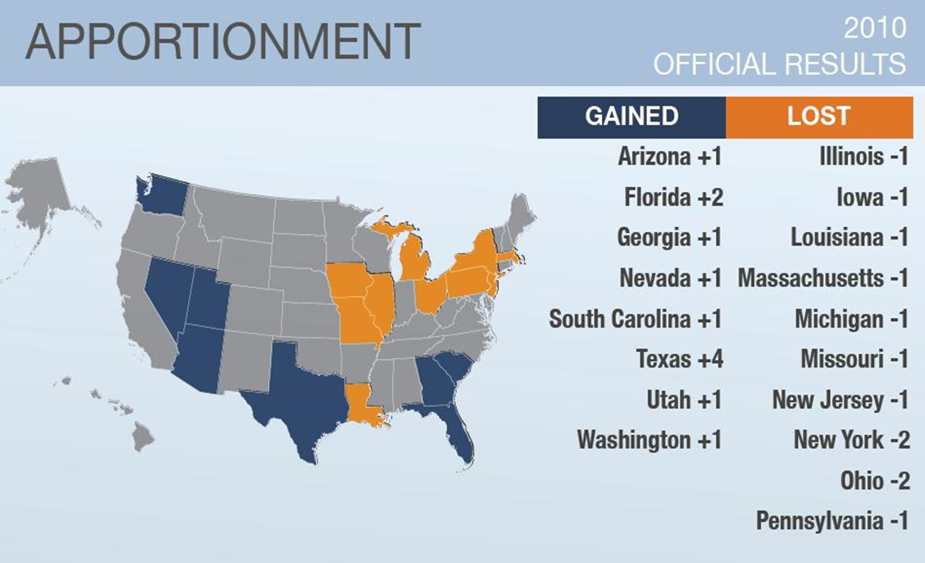 APPORTIONMENT
2010
OFFICIAL RESULTS
GAINED
Arizona +1
Florida +2
Georgia +1
Nevada +1
South Carolina +1
Texas +4
Utah +1
Washington +1
LOST
Illinois -1
Iowa -1
Louisiana -1
Massachusetts -1
Michigan -1
Missouri -1
New Jersey -1
New York -2
Ohio -2
Pennsylvania -1